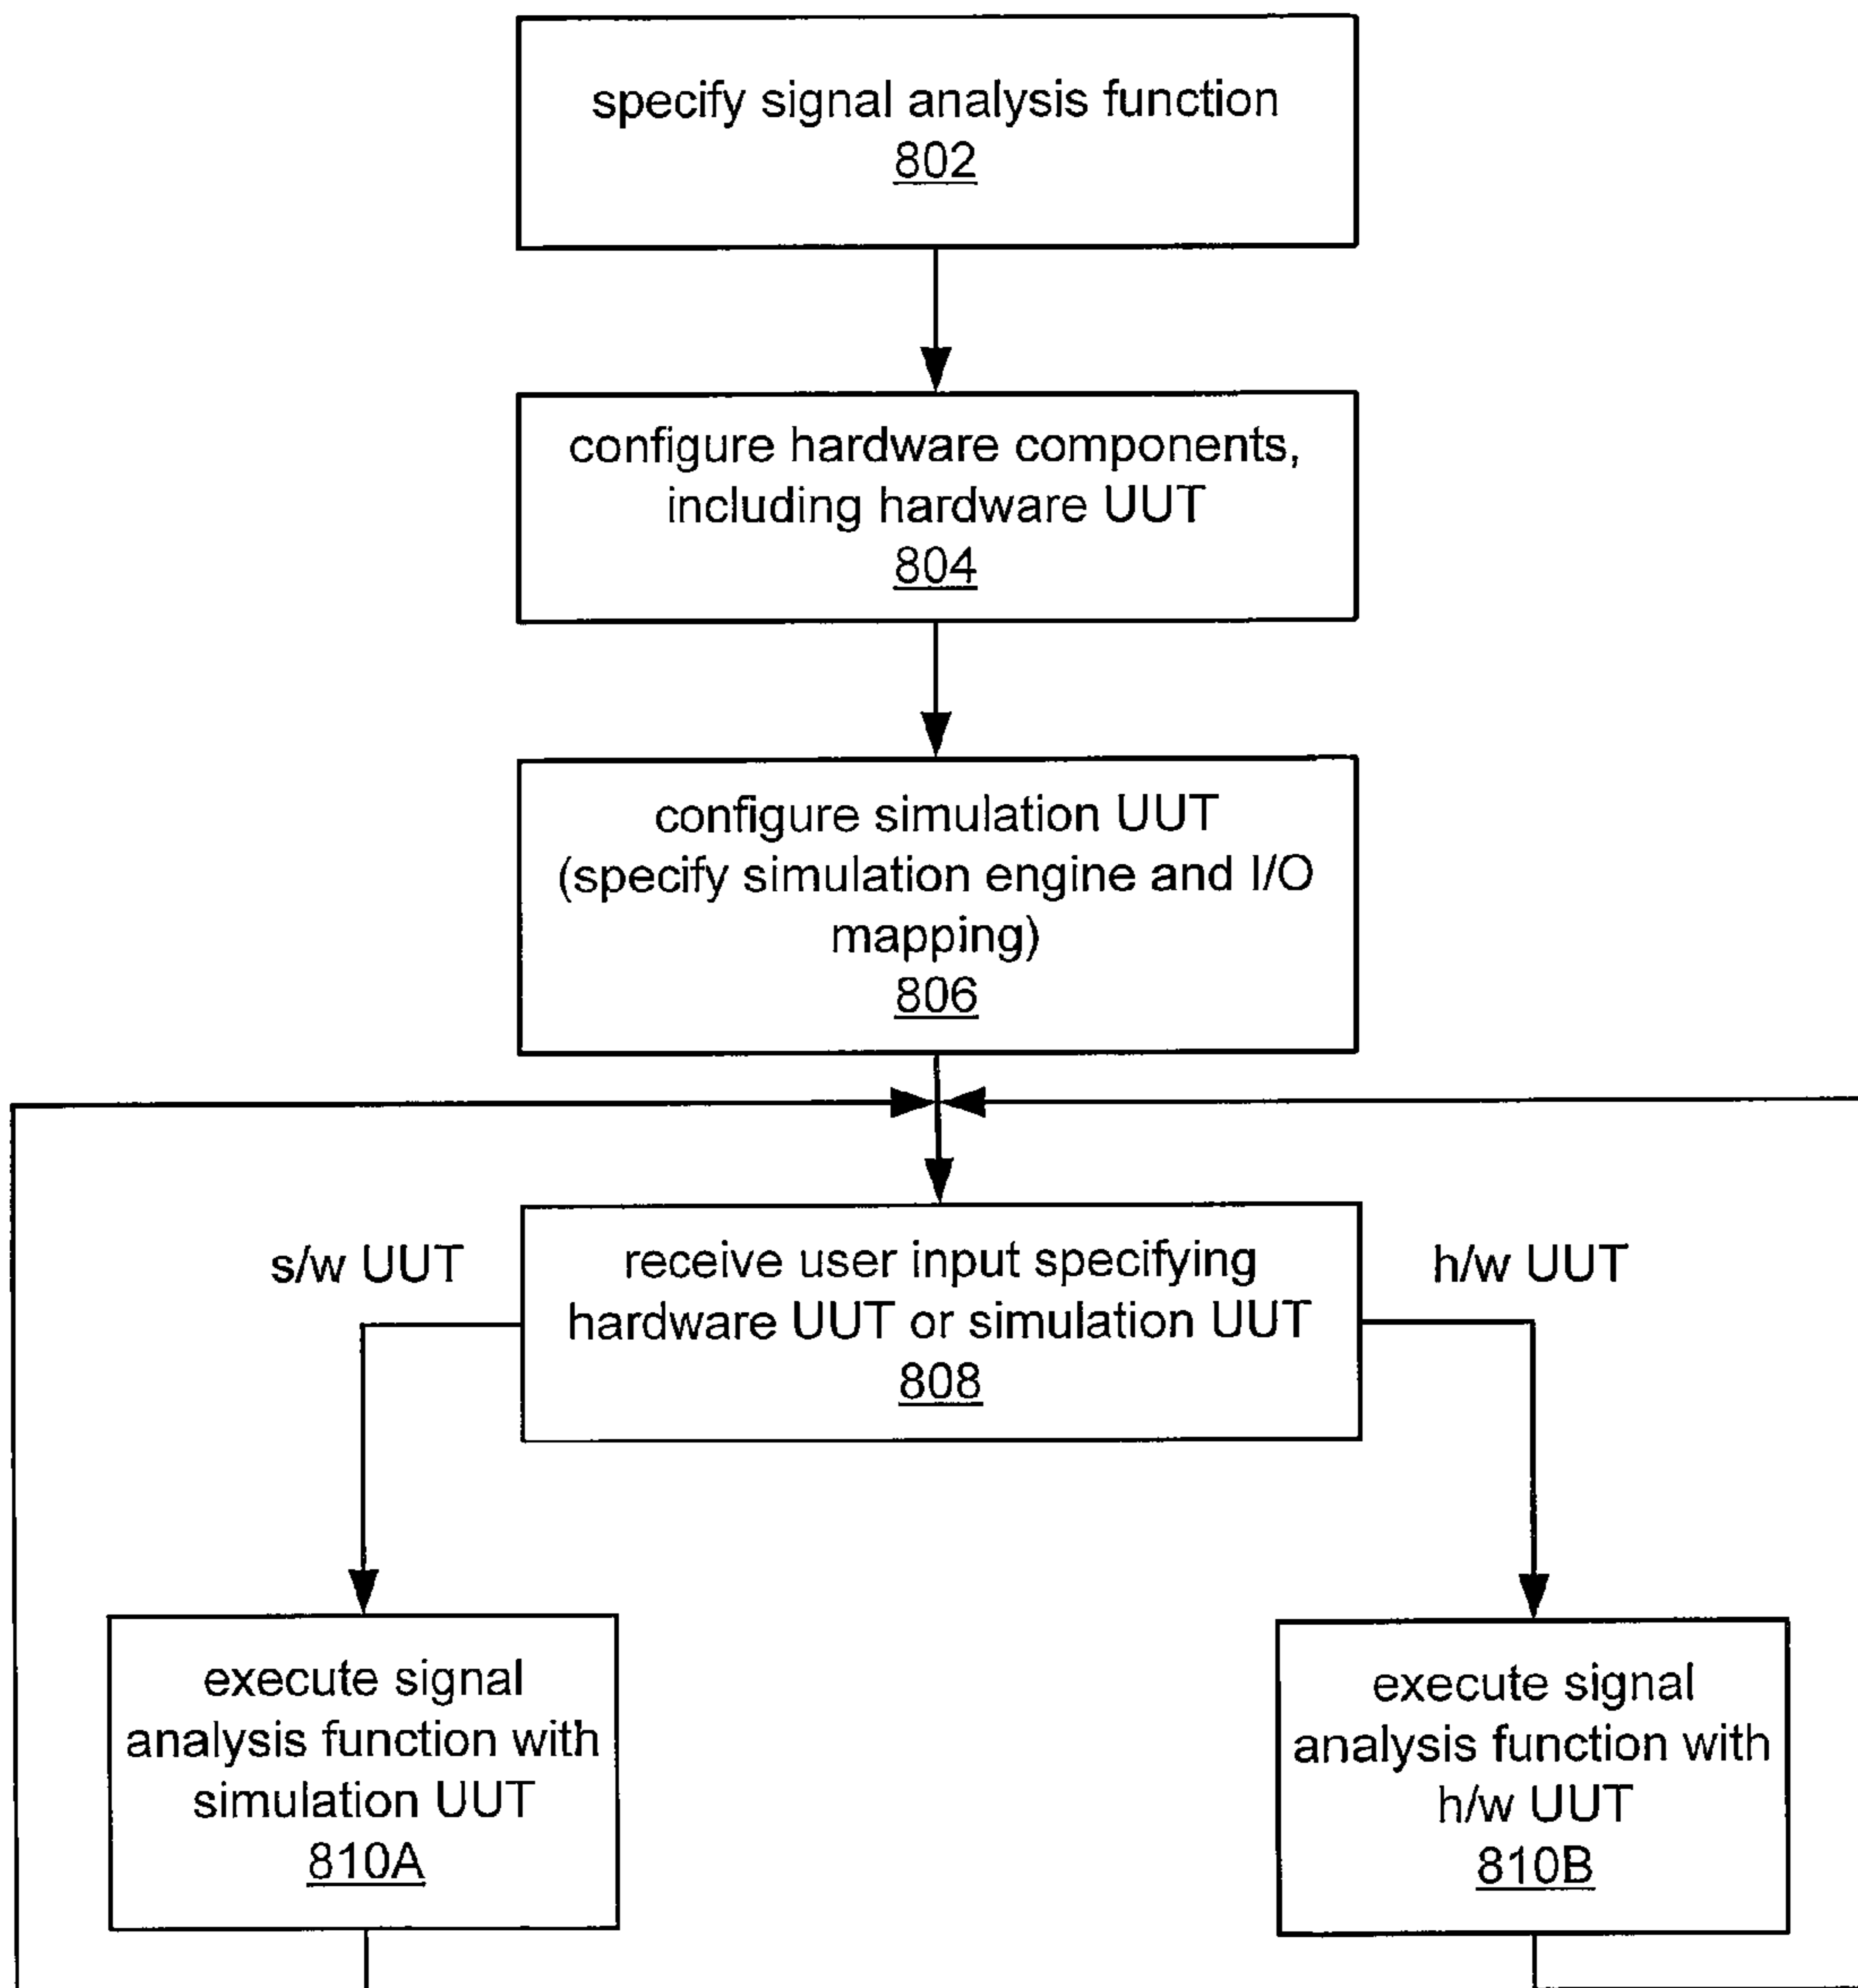 specify signal analysis function
802
configure hardware components,
including hardware UUT
804
configure simulation UUT
(specify simulation engine and I/O
mapping)
806
s/w UUT
receive user input specifying
hardware UUT or simulation UUT
808
h/w UUT
execute signal
analysis function with
simulation UUT
810A
execute signal
analysis function with
h/w UUT
810B